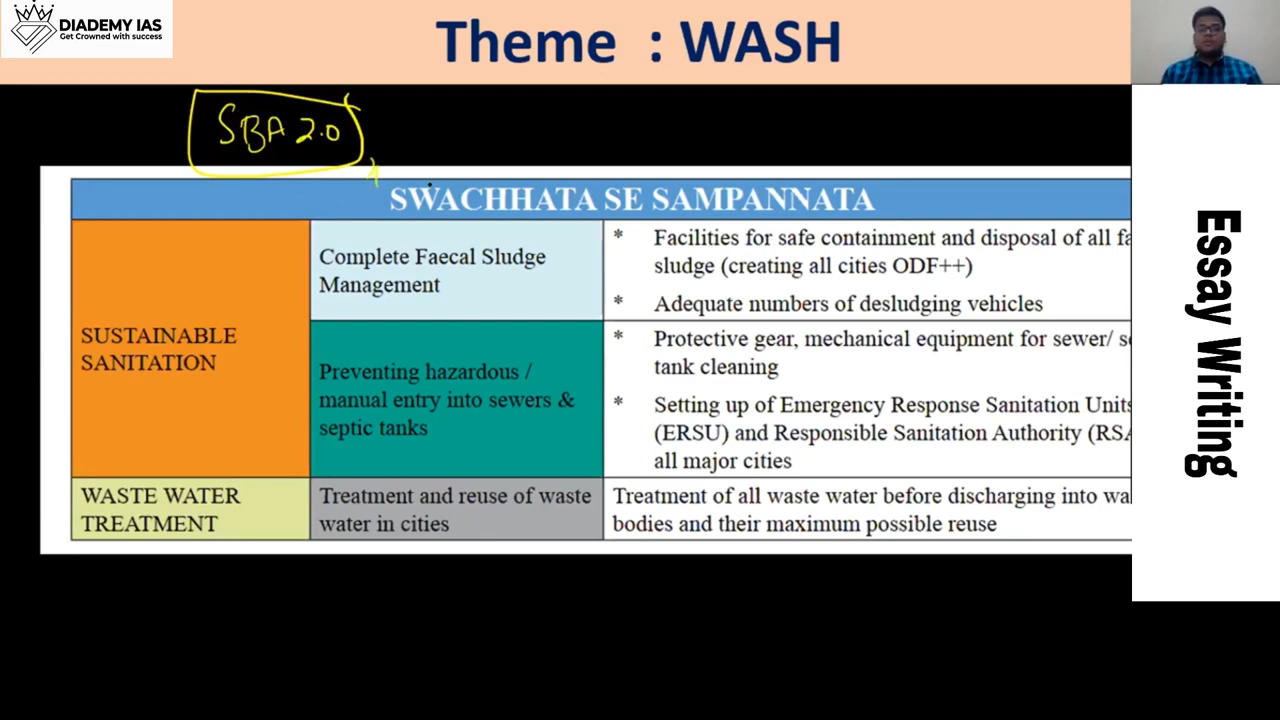 DIADEMY IAS
Get Crowned with success
Theme : WASH
SBA 2.0
SWACHHATA SE SAMPANNATA
SUSTAINABLE
SANITATION
Complete Faecal Sludge
Management
* Facilities for safe containment and disposal of all
sludge (creating all cities ODF++)
* Adequate numbers of desludging vehicles
Preventing hazardous /
manual entry into sewers &
septic tanks
* Protective gear, mechanical equipment for sewer/
tank cleaning
* Setting up of Emergency Response Sanitation Units
(ERSU) and Responsible Sanitation Authority
all major cities
WASTE WATER
TREATMENT
Treatment and reuse of waste
water in cities
Treatment of all waste water before discharging into
bodies and their maximum possible reuse
Essay Writing